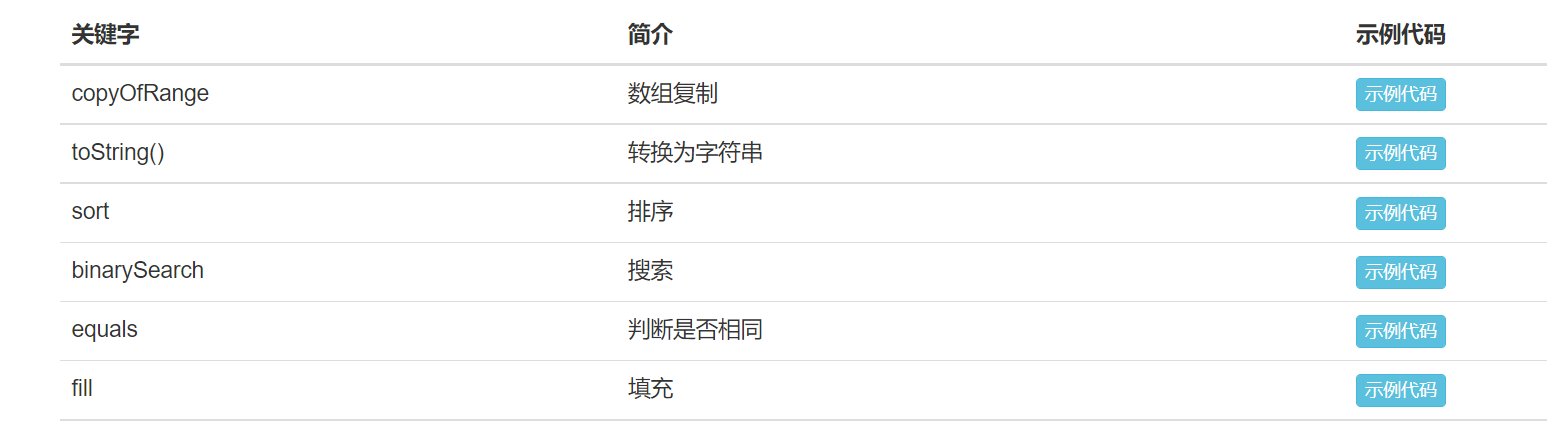 关键字 简介 示例代码
copyOfRange 数组复制 示例代码
toString() 转换为字符串 示例代码
sort 排序 示例代码
binarySearch 搜索 示例代码
equals 判断是否相同 示例代码
fill 填充 示例代码